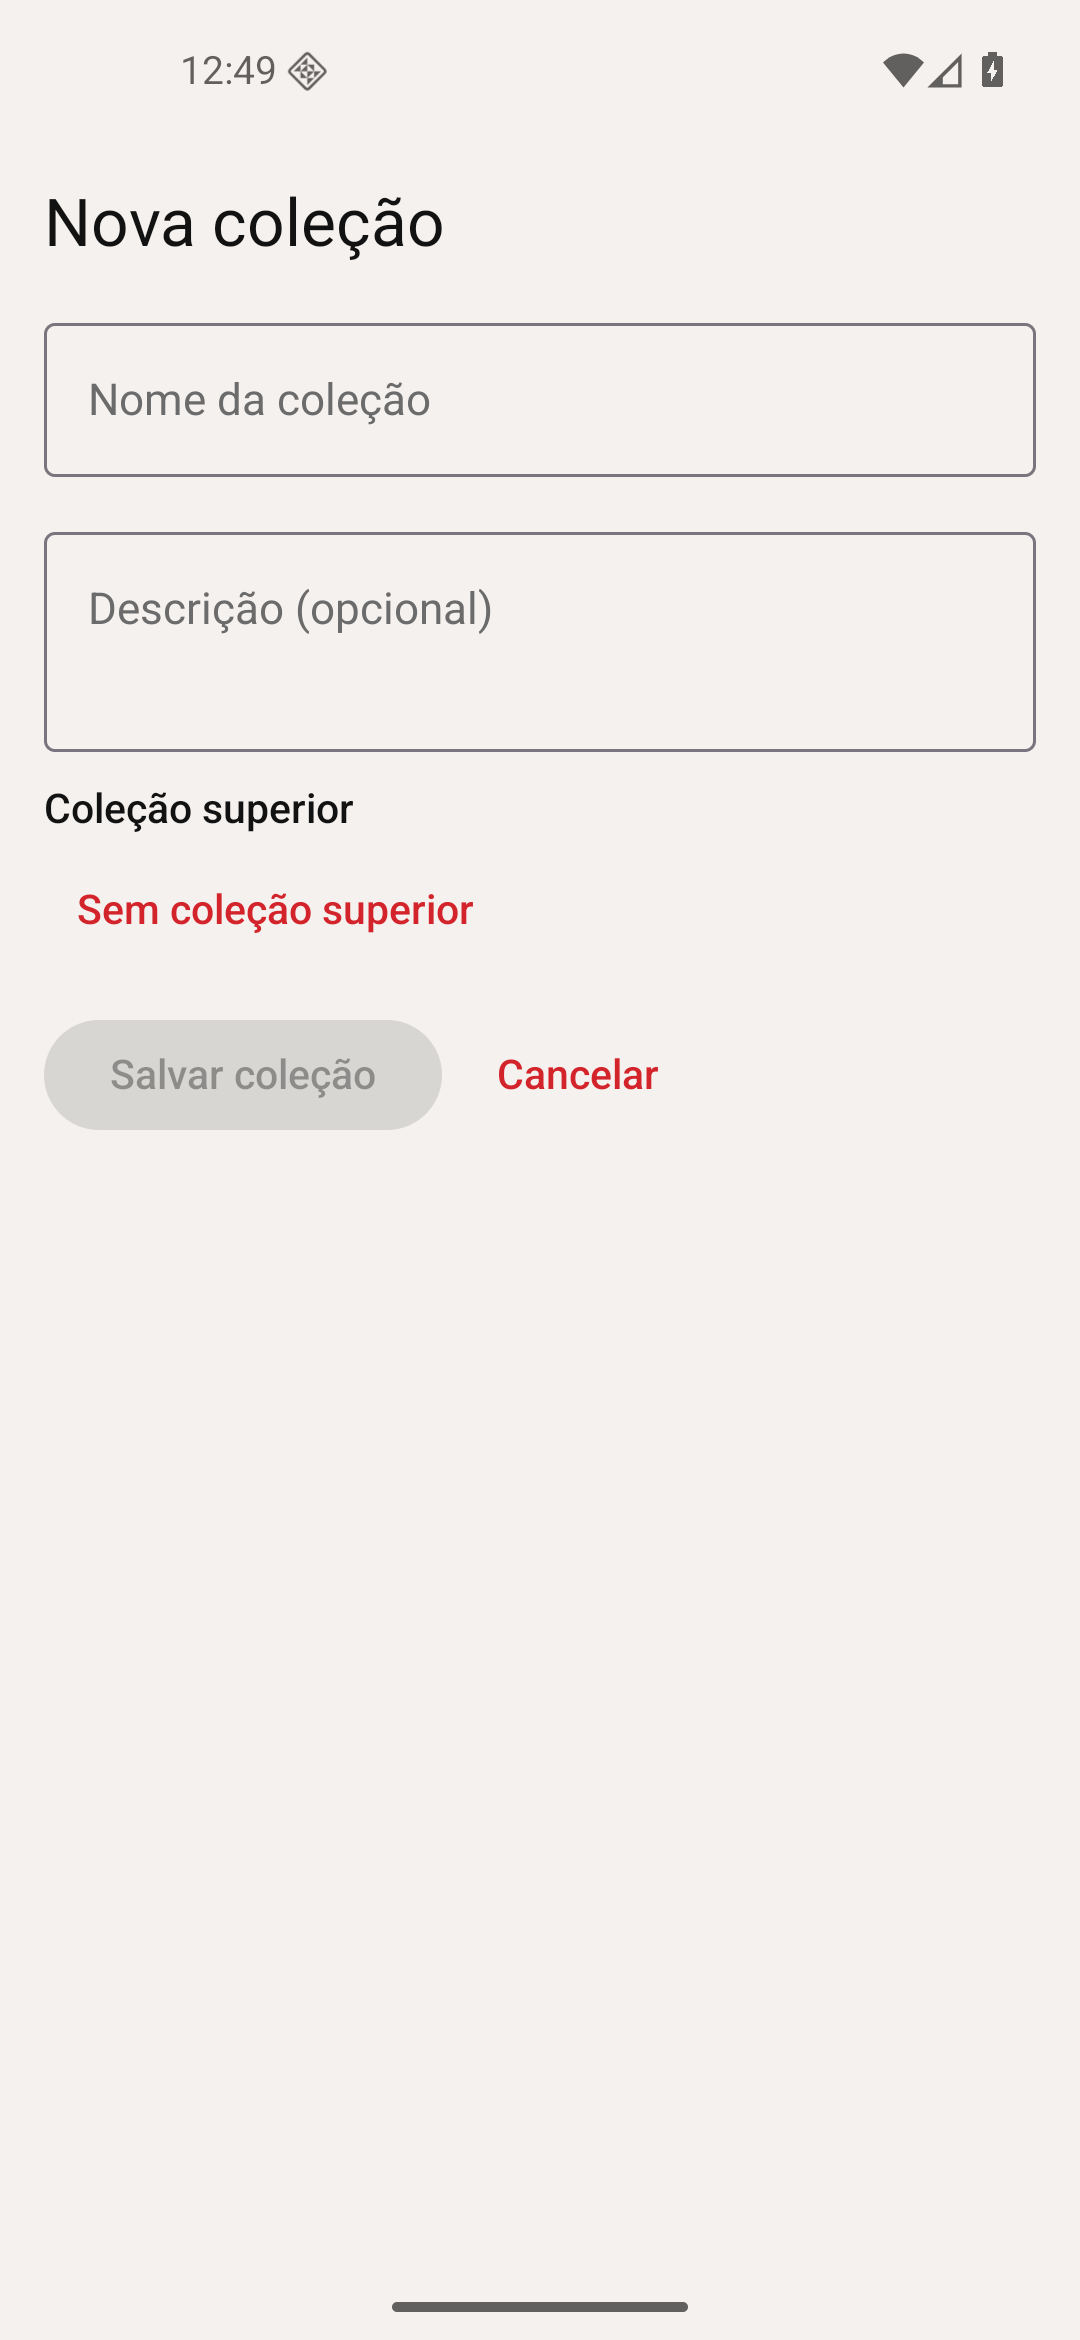 12:49
Nova coleção
Nome da coleção
Descrição (opcional)
Coleção superior
Sem coleção superior
Salvar coleção
Cancelar